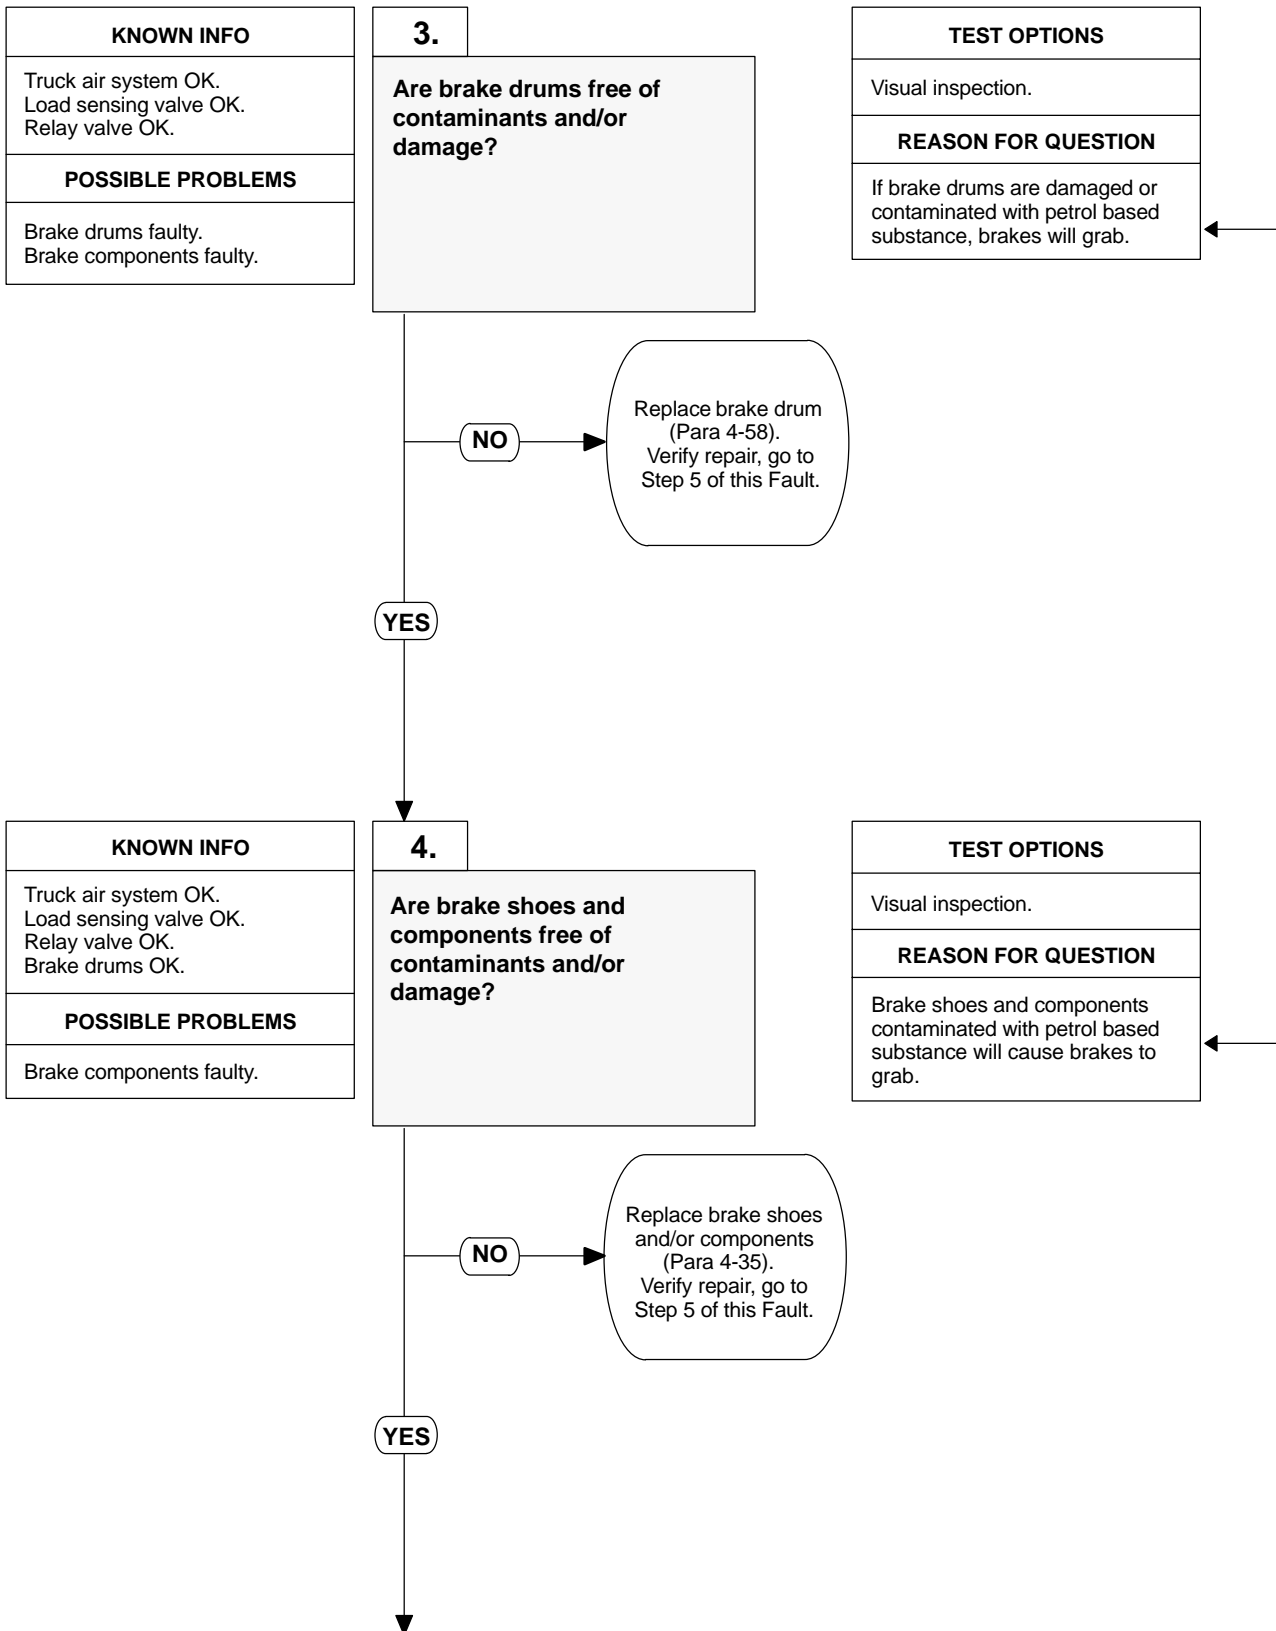 KNOWN INFO
Truck air system OK.
Load sensing valve OK.
Relay valve OK.
POSSIBLE PROBLEMS
Brake drums faulty.
Brake components faulty.
3.
Are brake drums free of
contaminants and/or
damage?
TEST OPTIONS
Visual inspection.
REASON FOR QUESTION
If brake drums are damaged or
contaminated with petrol based
substance, brakes will grab.
NO
Replace brake drum
(Para 4-58).
Verify repair, go to
Step 5 of this Fault.
YES
KNOWN INFO
Truck air system OK.
Load sensing valve OK.
Relay valve OK.
Brake drums OK.
POSSIBLE PROBLEMS
Brake components faulty.
4.
Are brake shoes and
components free of
contaminants and/or
damage?
TEST OPTIONS
Visual inspection.
REASON FOR QUESTION
Brake shoes and components
contaminated with petrol based
substance will cause brakes to
grab.
NO
Replace brake shoes
and/or components
(Para 4-35).
Verify repair, go to
Step 5 of this Fault.
YES